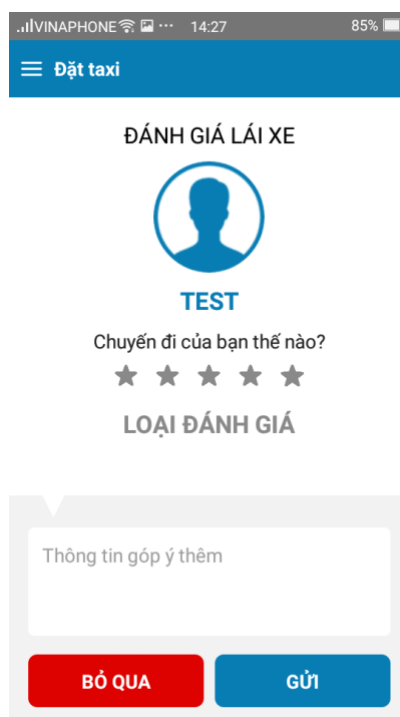 VINAPHONE ... 14:27 85%
Đặt taxi
ĐÁNH GIÁ LÁI XE
TEST
Chuyến đi của bạn thế nào?
LOẠI ĐÁNH GIÁ
Thông tin góp ý thêm
BỎ QUA GỬI